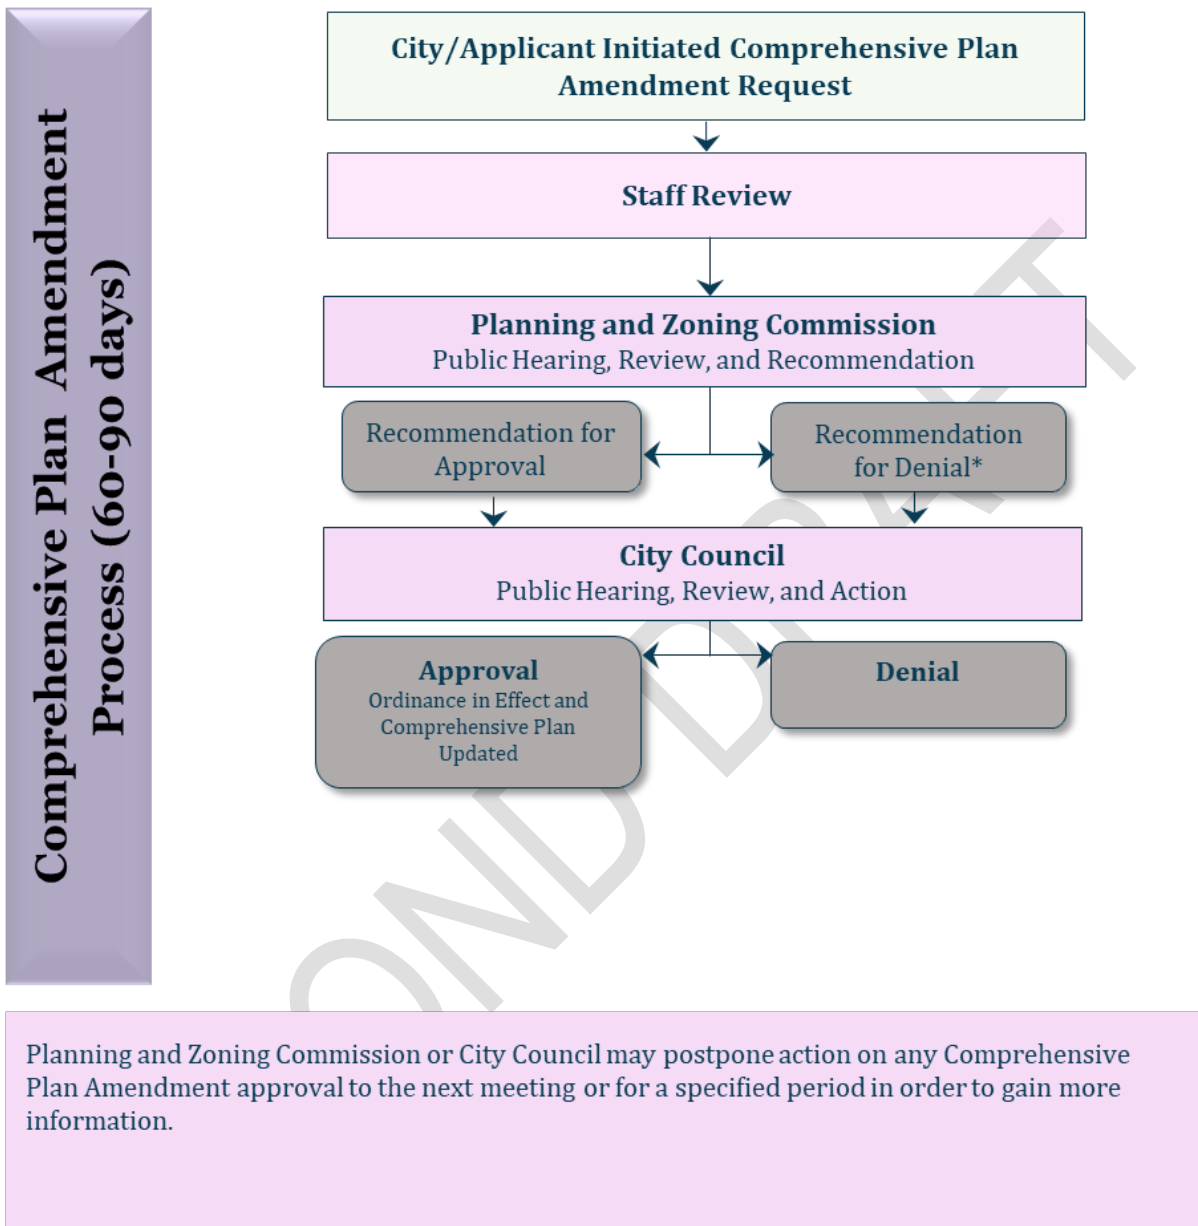 Comprehensive Plan Amendment
Process (60-90 days)
City/Applicant Initiated Comprehensive Plan
Amendment Request
Staff Review
Planning and Zoning Commission
Public Hearing, Review, and Recommendation
Recommendation for
Approval
Recommendation
for Denial*
City Council
Public Hearing, Review, and Action
Approval
Ordinance in Effect and
Comprehensive Plan
Updated
Denial
OND DRAFT
Planning and Zoning Commission or City Council may postpone action on any Comprehensive
Plan Amendment approval to the next meeting or for a specified period in order to gain more
information.